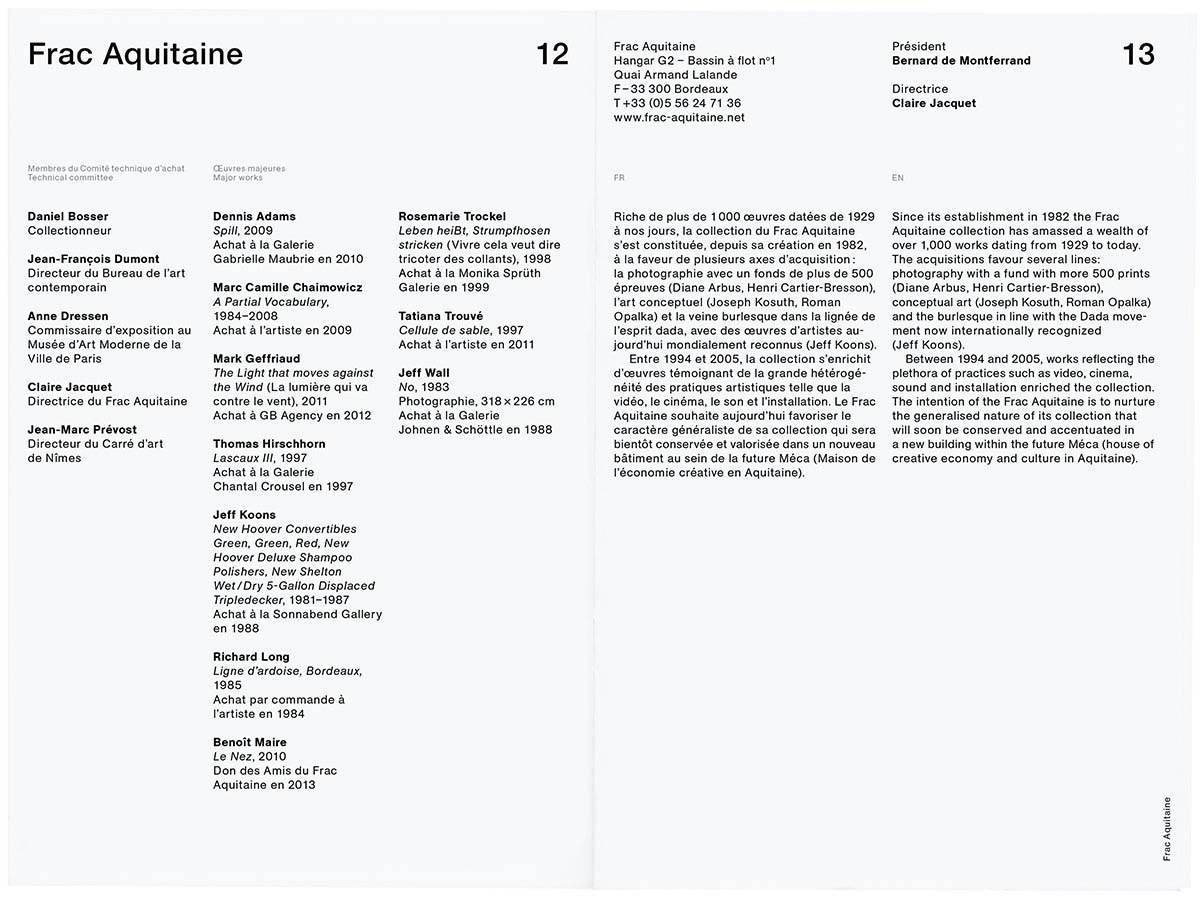 Frac Aquitaine
12
Membres du Comité technique d'achat
Technical committee
Daniel Bosser
Collectionneur
Jean-François Dumont
Directeur du Bureau de l'art
contemporain
Anne Dressen
Commissaire d'exposition au
Musée d'Art Moderne de la
Ville de Paris
Claire Jacquet
Directrice du Frac Aquitaine
Jean-Marc Prévost
Directeur du Carré d'art
de Nîmes
Œuvres majeures
Major works
Dennis Adams
Spill, 2009
Achat à la Galerie
Gabrielle Maubrie en 2010
Marc Camille Chaimowicz
A Partial Vocabulary,
1984–2008
Achat à l'artiste en 2009
Mark Geffriaud
The Light that moves against
the Wind (La lumière qui va
contre le vent), 2011
Achat à GB Agency en 2012
Thomas Hirschhorn
Lascaux III, 1997
Achat à la Galerie
Chantal Crousel en 1997
Jeff Koons
New Hoover Convertibles
Green, Green, Red, New
Hoover Deluxe Shampoo
Polishers, New Shelton
Wet / Dry 5-Gallon Displaced
Tripledecker, 1981–1987
Achat à la Sonnabend Gallery
en 1988
Richard Long
Ligne d'ardoise, Bordeaux,
1985
Achat par commande à
l'artiste en 1984
Benoît Maire
Le Nez, 2010
Don des Amis du Frac
Aquitaine en 2013
Rosemarie Trockel
Leben heiBt, Strumpfhosen
stricken (Vivre cela veut dire
tricoter des collants), 1998
Achat à la Monika Sprüth
Galerie en 1999
Tatiana Trouvé
Cellule de sable, 1997
Achat à l'artiste en 2011
Jeff Wall
No, 1983
Photographie, 318 × 226 cm
Achat à la Galerie
Johnen & Schöttle en 1988
Frac Aquitaine
Hangar G2 – Bassin à flot nº1
Quai Armand Lalande
F – 33 300 Bordeaux
T +33 (0)5 56 24 71 36
www.frac-aquitaine.net
Président
Bernard de Montferrand
Directrice
Claire Jacquet
13
FR
Riche de plus de 1 000 œuvres datées de 1929
à nos jours, la collection du Frac Aquitaine
s'est constituée, depuis sa création en 1982,
à la faveur de plusieurs axes d'acquisition :
la photographie avec un fonds de plus de 500
épreuves (Diane Arbus, Henri Cartier-Bresson),
l'art conceptuel (Joseph Kosuth, Roman
Opalka) et la veine burlesque dans la lignée de
l'esprit dada, avec des œuvres d'artistes au-
jourd'hui mondialement reconnus (Jeff Koons).
Entre 1994 et 2005, la collection s'enrichit
d'œuvres témoignant de la grande hétérogé-
néité des pratiques artistiques telle que la
vidéo, le cinéma, le son et l'installation. Le Frac
Aquitaine souhaite aujourd'hui favoriser le
caractère généraliste de sa collection qui sera
bientôt conservée et valorisée dans un nouveau
bâtiment au sein de la future Méca (Maison de
l'économie créative en Aquitaine).
EN
Since its establishment in 1982 the Frac
Aquitaine collection has amassed a wealth of
over 1,000 works dating from 1929 to today.
The acquisitions favour several lines:
photography with a fund with more 500 prints
(Diane Arbus, Henri Cartier-Bresson),
conceptual art (Joseph Kosuth, Roman Opalka)
and the burlesque in line with the Dada move-
ment now internationally recognized
(Jeff Koons).
Between 1994 and 2005, works reflecting the
plethora of practices such as video, cinema,
sound and installation enriched the collection.
The intention of the Frac Aquitaine is to nurture
the generalised nature of its collection that
will soon be conserved and accentuated in
a new building within the future Méca (house of
creative economy and culture in Aquitaine).
Frac Aquitaine